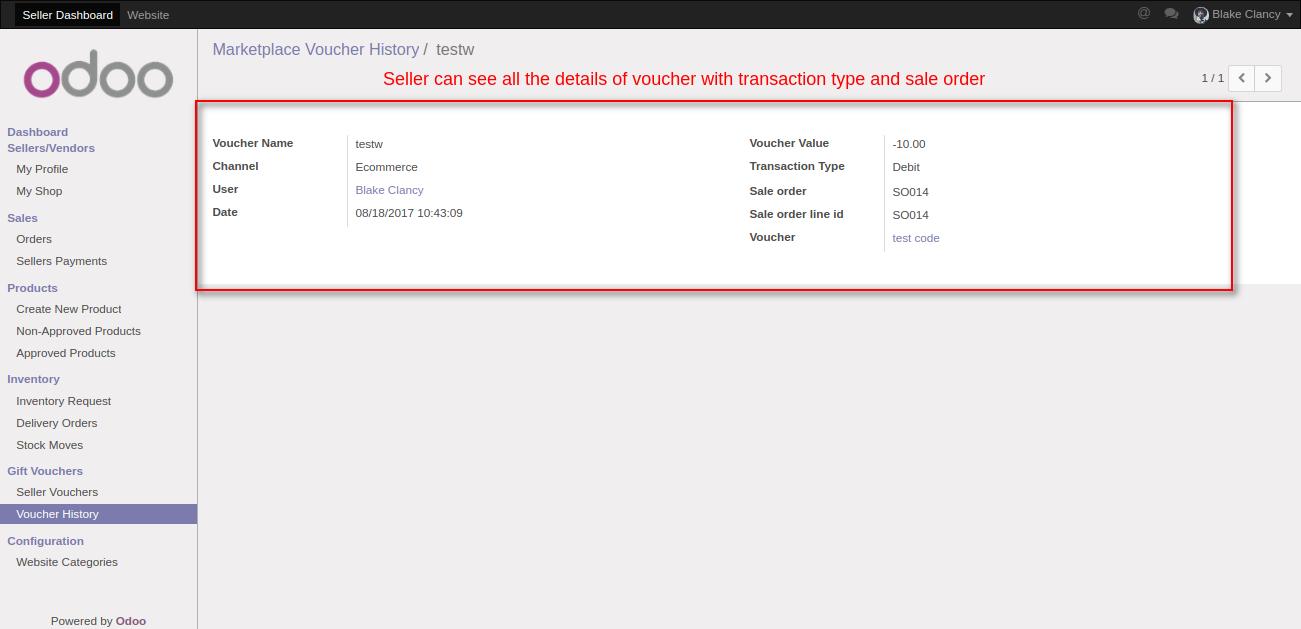 Seller Dashboard Website @ Blake Clancy
odoo
Marketplace Voucher History / testw
Seller can see all the details of voucher with transaction type and sale order
1 / 1
Dashboard
Sellers/Vendors
My Profile
My Shop
Sales
Orders
Sellers Payments
Products
Create New Product
Non-Approved Products
Approved Products
Inventory
Inventory Request
Delivery Orders
Stock Moves
Gift Vouchers
Seller Vouchers
Voucher History
Configuration
Website Categories
Powered by Odoo
Voucher Name testw
Channel Ecommerce
User Blake Clancy
Date 08/18/2017 10:43:09
Voucher Value -10.00
Transaction Type Debit
Sale order SO014
Sale order line id SO014
Voucher test code